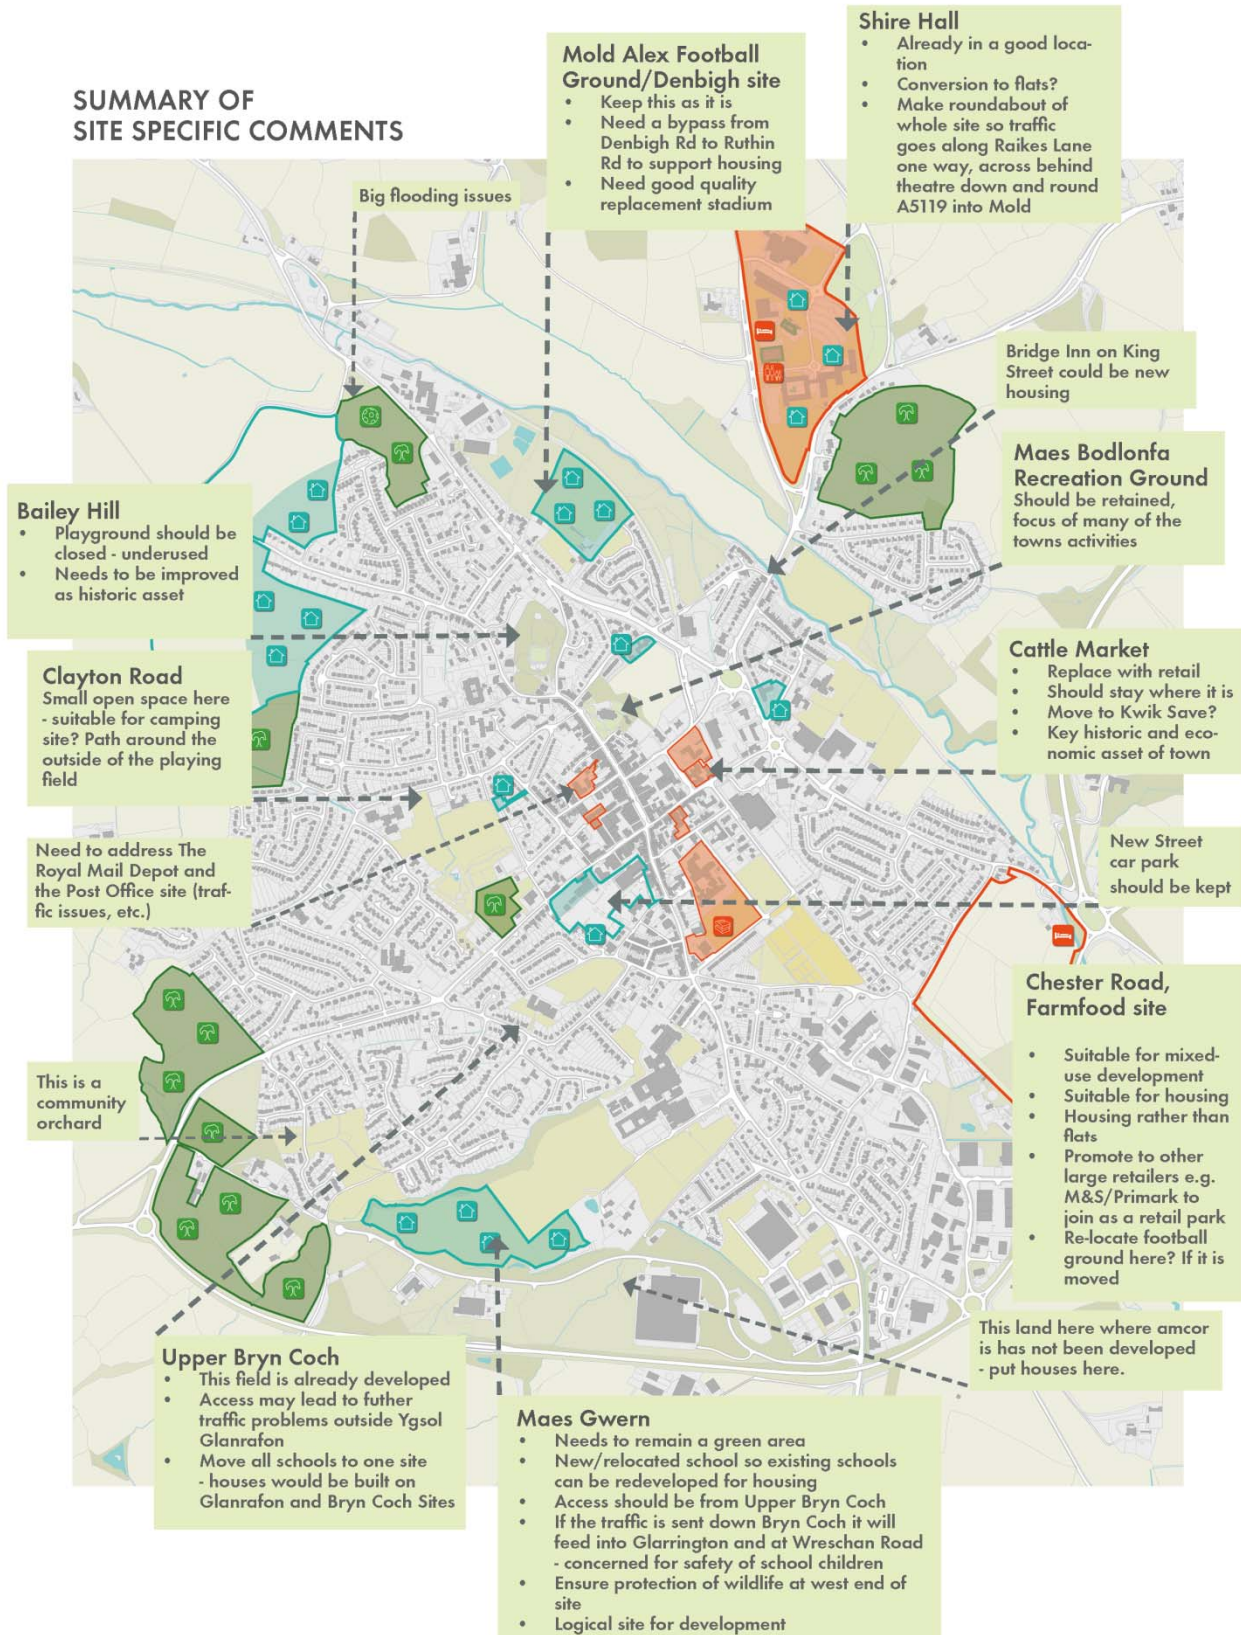 SUMMARY OF
SITE SPECIFIC COMMENTS
Mold Alex Football
Ground/Denbigh site
• Keep this as it is
• Need a bypass from
Denbigh Rd to Ruthin
Rd to support housing
• Need good quality
replacement stadium
Shire Hall
• Already in a good loca-
tion
• Conversion to flats?
• Make roundabout of
whole site so traffic
goes along Raikes Lane
one way, across behind
theatre down and round
A5119 into Mold
Big flooding issues
Bridge Inn on King
Street could be new
housing
Maes Bodlonfa
Recreation Ground
Should be retained,
focus of many of the
towns activities
Bailey Hill
• Playground should be
closed - underused
• Needs to be improved
as historic asset
Clayton Road
Small open space here
- suitable for camping
site? Path around the
outside of the playing
field
Cattle Market
• Replace with retail
• Should stay where it is
• Move to Kwik Save?
• Key historic and eco-
nomic asset of town
Need to address The
Royal Mail Depot and
the Post Office site (traf-
fic issues, etc.)
New Street
car park
should be kept
Chester Road,
Farmfood site
• Suitable for mixed-
use development
• Suitable for housing
• Housing rather than
flats
• Promote to other
large retailers e.g.
M&S/Primark to
join as a retail park
• Re-locate football
ground here? If it is
moved
This is a
community
orchard
This land here where amcor
is has not been developed
- put houses here.
Upper Bryn Coch
• This field is already developed
• Access may lead to futher
traffic problems outside Ygsol
Glanrafon
• Move all schools to one site
- houses would be built on
Glanrafon and Bryn Coch Sites
Maes Gwern
• Needs to remain a green area
• New/relocated school so existing schools
can be redeveloped for housing
• Access should be from Upper Bryn Coch
• If the traffic is sent down Bryn Coch it will
feed into Glarrington and at Wreschan Road
- concerned for safety of school children
• Ensure protection of wildlife at west end of
site
• Logical site for development